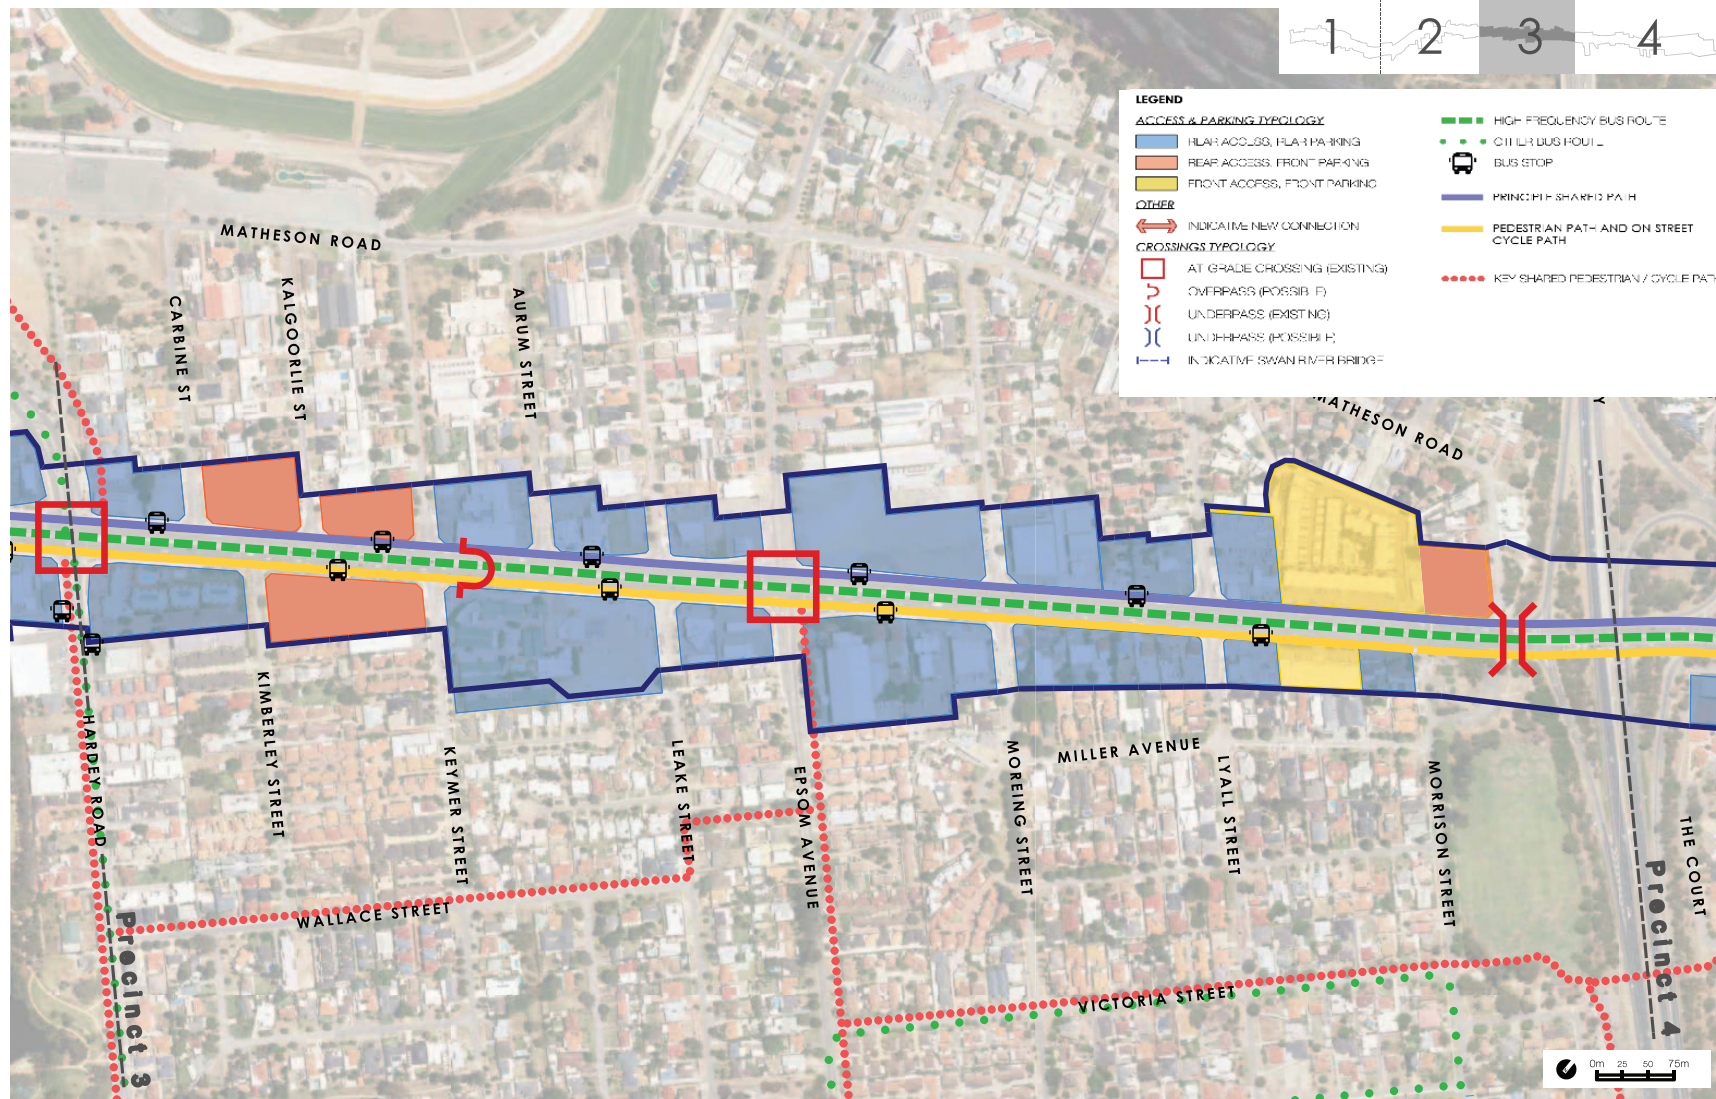 1 2 3 4
LEGEND
ACCESS & PARKING TYPOLOGY
REAR ACCESS, REAR PARKING
REAR ACCESS, FRONT PARKING
FRONT ACCESS, FRONT PARKING
OTHER
INDICATIVE NEW CONNECTION
CROSSINGS TYPOLOGY
AT GRADE CROSSING (EXISTING)
OVERPASS (POSSIBLE)
UNDERPASS (EXISTING)
UNDERPASS (POSSIBLE)
INDICATIVE SWAN RIVER BRIDGE
HIGH FREQUENCY BUS ROUTE
OTHER BUS ROUTE
BUS STOP
PRINCIPLE SHARED PATH
PEDESTRIAN PATH AND ON STREET
CYCLE PATH
KEY SHARED PEDESTRIAN / CYCLE PATH
MATHESON ROAD
CARBINE ST
KALGOORLIE ST
AURUM STREET
MATHESON ROAD
Y
HARDEY ROAD
KIMBERLEY STREET
KEYMER STREET
LEAKE STREET
EPSOM AVENUE
MOREING STREET
MILLER AVENUE
LYALL STREET
MORRISON STREET
THE COURT
WALLACE STREET
VICTORIA STREET
Precinct 3
Precinct 4
0m 25 50 75m